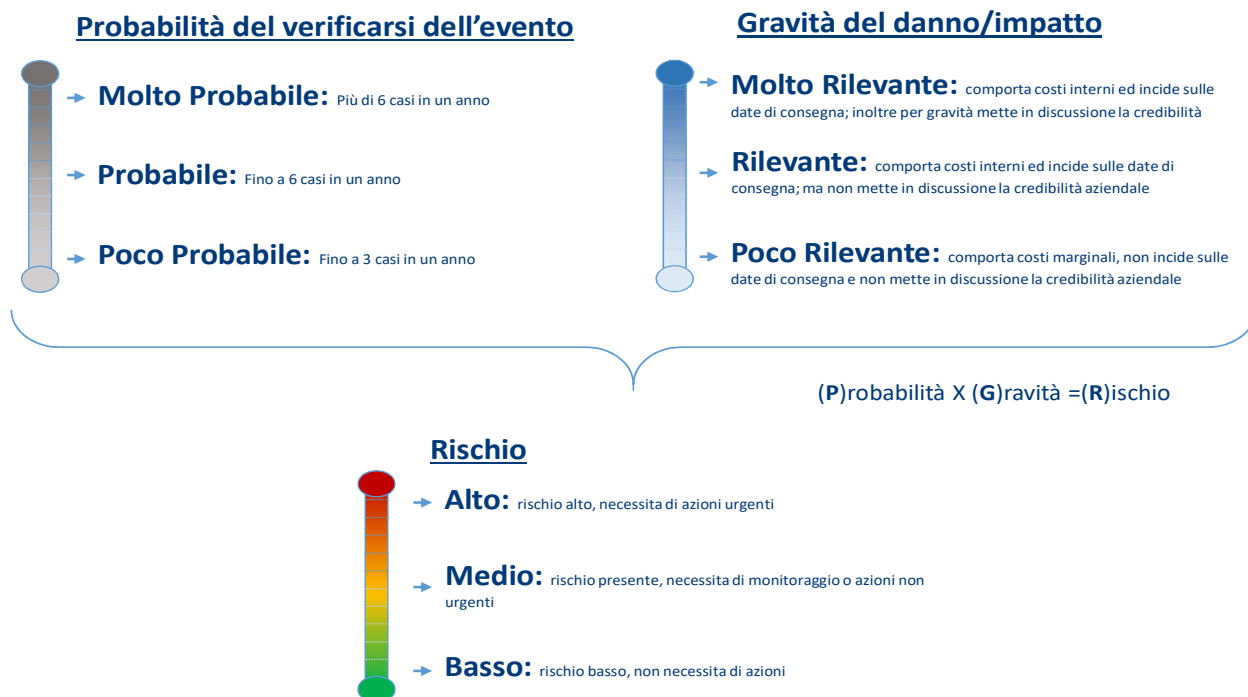 Probabilità del verificarsi dell’evento
Molto Probabile: Più di 6 casi in un anno
Probabile: Fino a 6 casi in un anno
Poco Probabile: Fino a 3 casi in un anno
Gravità del danno/impatto
Molto Rilevante: comporta costi interni ed incide sulle
date di consegna; inoltre per gravità mette in discussione la credibilità
Rilevante: comporta costi interni ed incide sulle date di
consegna; ma non mette in discussione la credibilità aziendale
Poco Rilevante: comporta costi marginali, non incide sulle
date di consegna e non mette in discussione la credibilità aziendale
(P)robabilità X (G)ravità =(R)ischio
Rischio
Alto: rischio alto, necessita di azioni urgenti
Medio: rischio presente, necessita di monitoraggio o azioni non
urgenti
Basso: rischio basso, non necessita di azioni